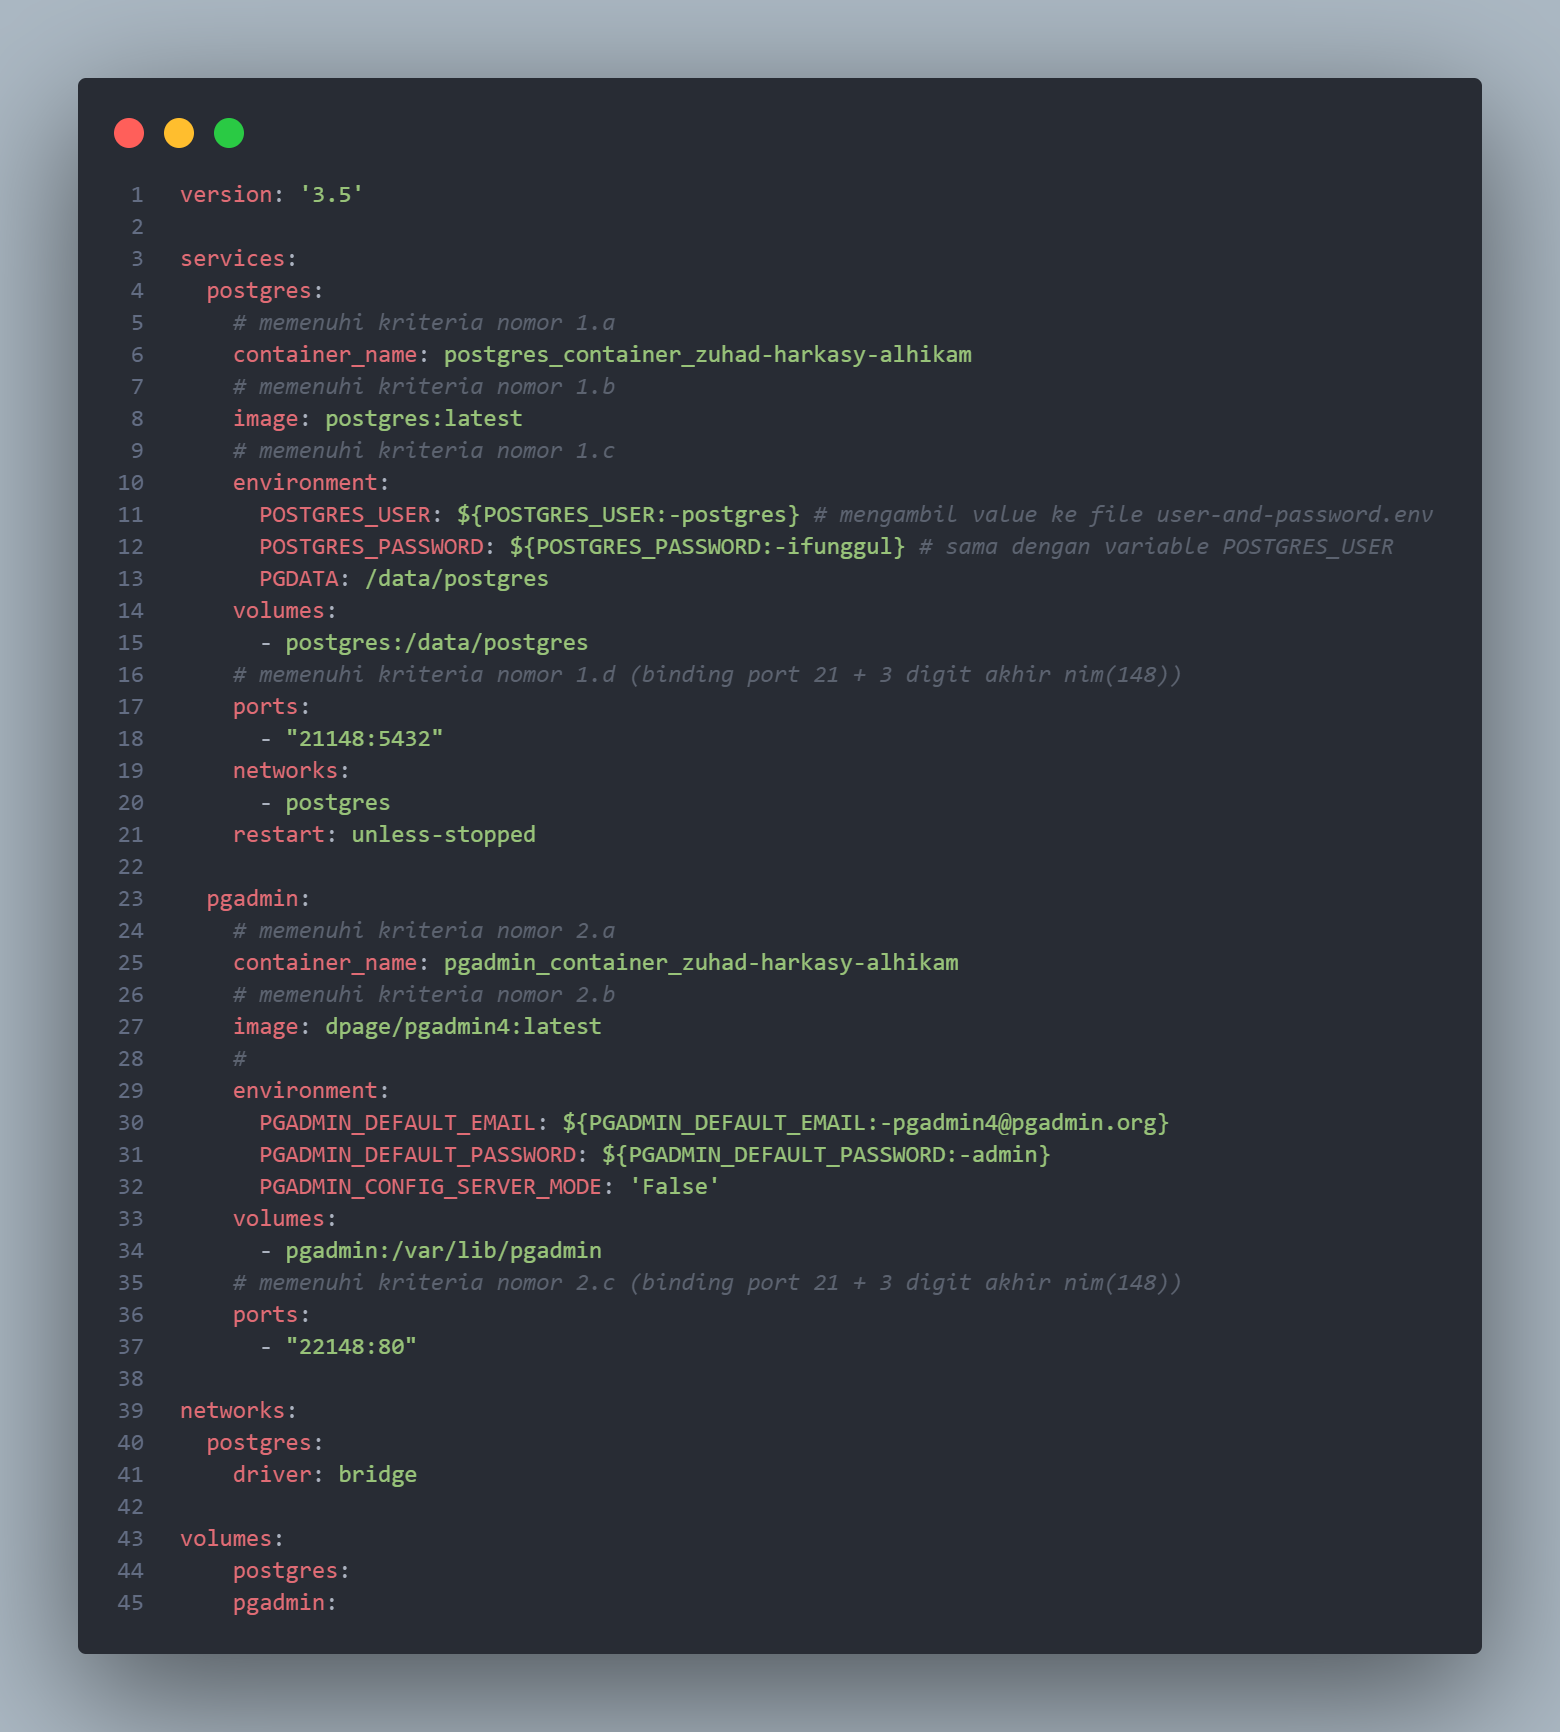 1 version: '3.5'
2
3 services:
4   postgres:
5     # memenuhi kriteria nomor 1.a
6     container_name: postgres_container_zuhad-harkasy-alhikam
7     # memenuhi kriteria nomor 1.b
8     image: postgres:latest
9     # memenuhi kriteria nomor 1.c
10     environment:
11       POSTGRES_USER: ${POSTGRES_USER:-postgres} # mengambil value ke file user-and-password.env
12       POSTGRES_PASSWORD: ${POSTGRES_PASSWORD:-ifunggul} # sama dengan variable POSTGRES_USER
13       PGDATA: /data/postgres
14     volumes:
15       - postgres:/data/postgres
16     # memenuhi kriteria nomor 1.d (binding port 21 + 3 digit akhir nim(148))
17     ports:
18       - "21148:5432"
19     networks:
20       - postgres
21     restart: unless-stopped
22
23   pgadmin:
24     # memenuhi kriteria nomor 2.a
25     container_name: pgadmin_container_zuhad-harkasy-alhikam
26     # memenuhi kriteria nomor 2.b
27     image: dpage/pgadmin4:latest
28     #
29     environment:
30       PGADMIN_DEFAULT_EMAIL: ${PGADMIN_DEFAULT_EMAIL:-pgadmin4@pgadmin.org}
31       PGADMIN_DEFAULT_PASSWORD: ${PGADMIN_DEFAULT_PASSWORD:-admin}
32       PGADMIN_CONFIG_SERVER_MODE: 'False'
33     volumes:
34       - pgadmin:/var/lib/pgadmin
35     # memenuhi kriteria nomor 2.c (binding port 21 + 3 digit akhir nim(148))
36     ports:
37       - "22148:80"
38
39 networks:
40   postgres:
41     driver: bridge
42
43 volumes:
44     postgres:
45     pgadmin: